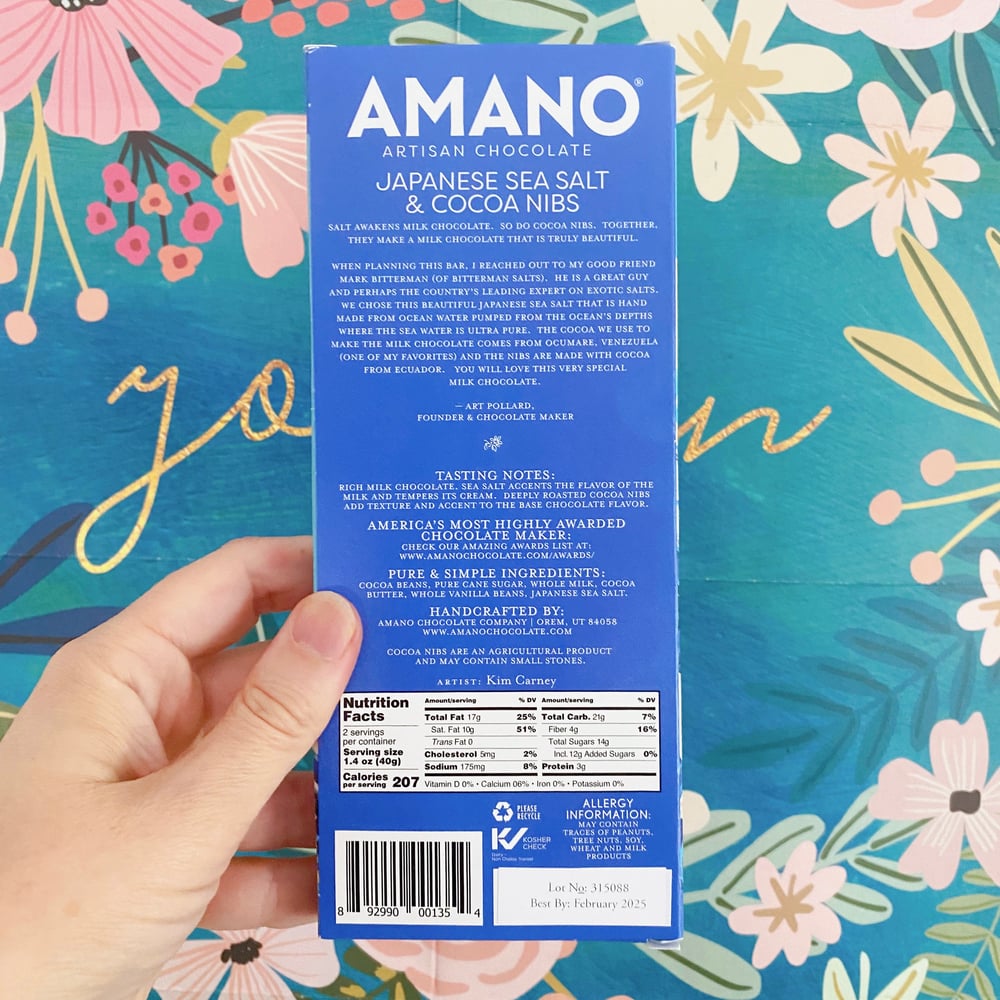 AMANO®
ARTISAN CHOCOLATE
JAPANESE SEA SALT
& COCOA NIBS
SALT AWAKENS MILK CHOCOLATE. SO DO COCOA NIBS. TOGETHER,
THEY MAKE A MILK CHOCOLATE THAT IS TRULY BEAUTIFUL.
WHEN PLANNING THIS BAR, I REACHED OUT TO MY GOOD FRIEND
MARK BITTERMAN (OF BITTERMAN SALTS). HE IS A GREAT GUY
AND PERHAPS THE COUNTRY'S LEADING EXPERT ON EXOTIC SALTS.
WE CHOSE THIS BEAUTIFUL JAPANESE SEA SALT THAT IS HAND
MADE FROM OCEAN WATER PUMPED FROM THE OCEAN'S DEPTHS
WHERE THE SEA WATER IS ULTRA PURE. THE COCOA WE USE TO
MAKE THE MILK CHOCOLATE COMES FROM OCUMARE, VENEZUELA
(ONE OF MY FAVORITES) AND THE NIBS ARE MADE WITH COCOA
FROM ECUADOR. YOU WILL LOVE THIS VERY SPECIAL
MILK CHOCOLATE.
— ART POLLARD,
FOUNDER & CHOCOLATE MAKER
TASTING NOTES:
RICH MILK CHOCOLATE. SEA SALT ACCENTS THE FLAVOR OF THE
MILK AND TEMPERS ITS CREAM. DEEPLY ROASTED COCOA NIBS
ADD TEXTURE AND ACCENT TO THE BASE CHOCOLATE FLAVOR.
AMERICA'S MOST HIGHLY AWARDED
CHOCOLATE MAKER:
CHECK OUR AMAZING AWARDS LIST AT:
WWW.AMANOCHOCOLATE.COM/AWARDS/
PURE & SIMPLE INGREDIENTS:
COCOA BEANS, PURE CANE SUGAR, WHOLE MILK, COCOA
BUTTER, WHOLE VANILLA BEANS, JAPANESE SEA SALT.
HANDCRAFTED BY:
AMANO CHOCOLATE COMPANY | OREM, UT 84058
WWW.AMANOCHOCOLATE.COM
COCOA NIBS ARE AN AGRICULTURAL PRODUCT
AND MAY CONTAIN SMALL STONES.
ARTIST: Kim Carney
Nutrition
Facts
2 servings
per container
Serving size
1.4 oz (40g)
Calories
per serving 207
Amount/serving % DV
Total Fat 17g 25%
Sat. Fat 10g 51%
Trans Fat 0
Cholesterol 5mg 2%
Sodium 175mg 8%
Amount/serving % DV
Total Carb. 21g 7%
Fiber 4g 16%
Total Sugars 14g
Incl. 12g Added Sugars 0%
Protein 3g
Vitamin D 0% • Calcium 06% • Iron 0% • Potassium 0%
PLEASE
RECYCLE
KOSHER
CHECK
Dairy
Non Chalav Yisrael
ALLERGY
INFORMATION:
MAY CONTAIN
TRACES OF PEANUTS,
TREE NUTS, SOY,
WHEAT AND MILK
PRODUCTS
8 92990 00135 4
Lot No: 315088
Best By: February 2025
yo
n